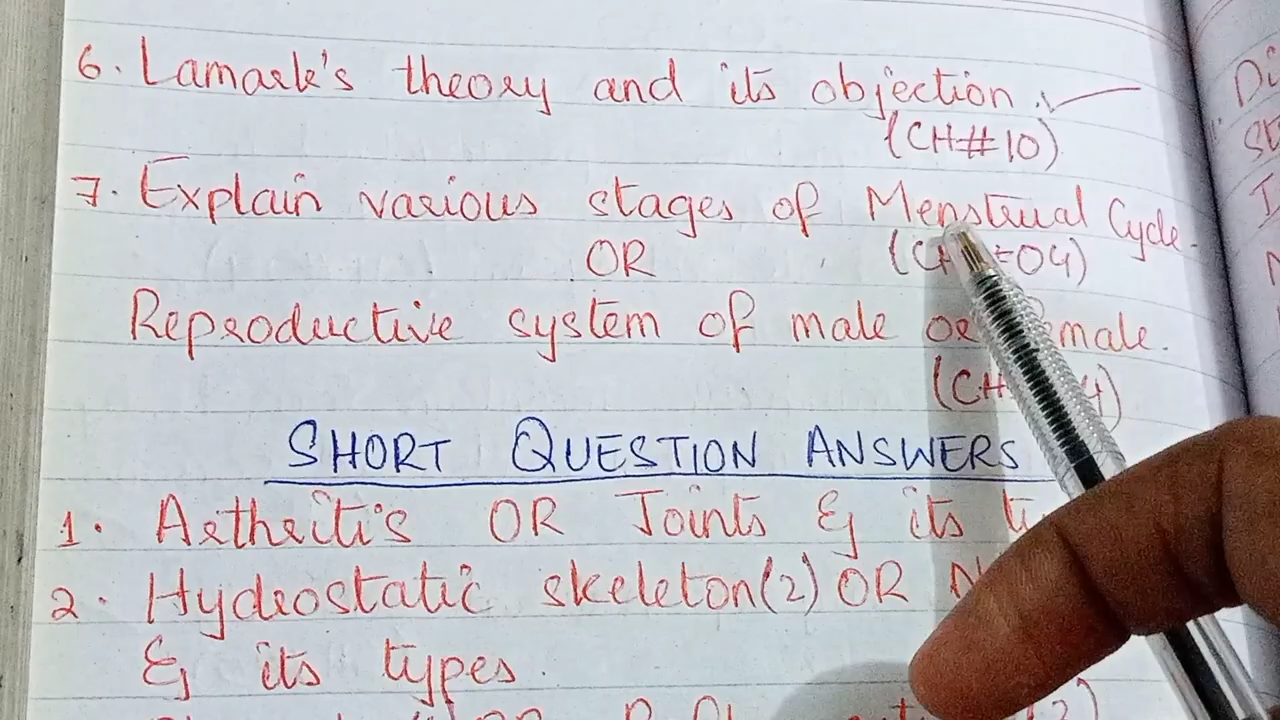 6. Lamark's theory and its objection.
(CH#10)
7. Explain various stages of Menstrual Cycle.
OR
Reproductive system of male or
SHORT QUESTION ANSWERS
1. Arthritis OR Joints & its
2. Hydrostatic skeleton(2) OR
& its types.